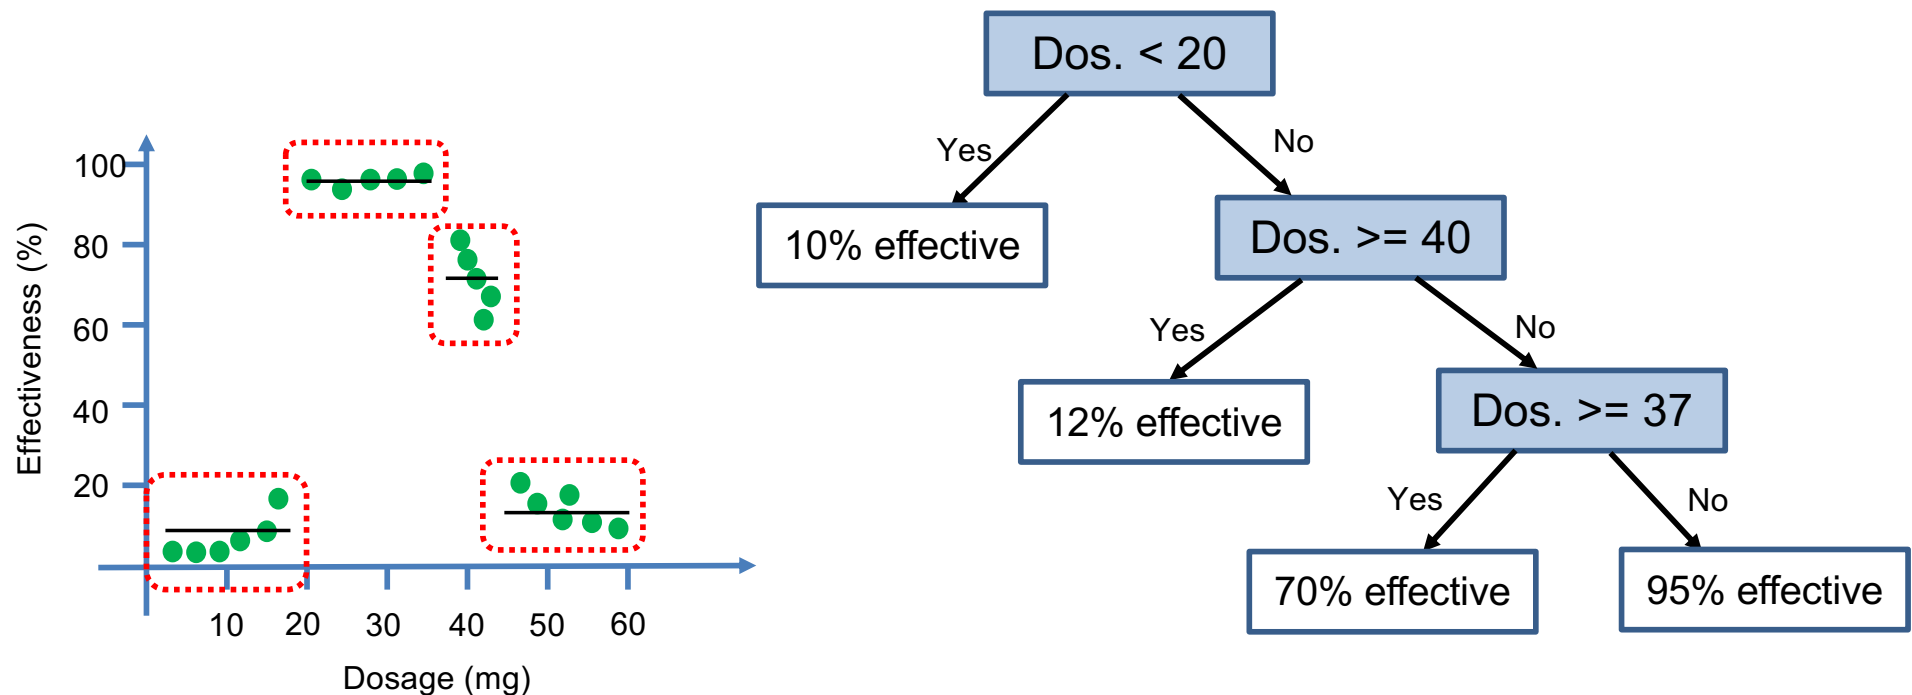 Effectiveness (%)
100
80
60
40
20
10 20 30 40 50 60
Dosage (mg)
Dos. < 20
Yes
No
10% effective
Dos. >= 40
Yes
No
12% effective
Dos. >= 37
Yes
No
70% effective
95% effective